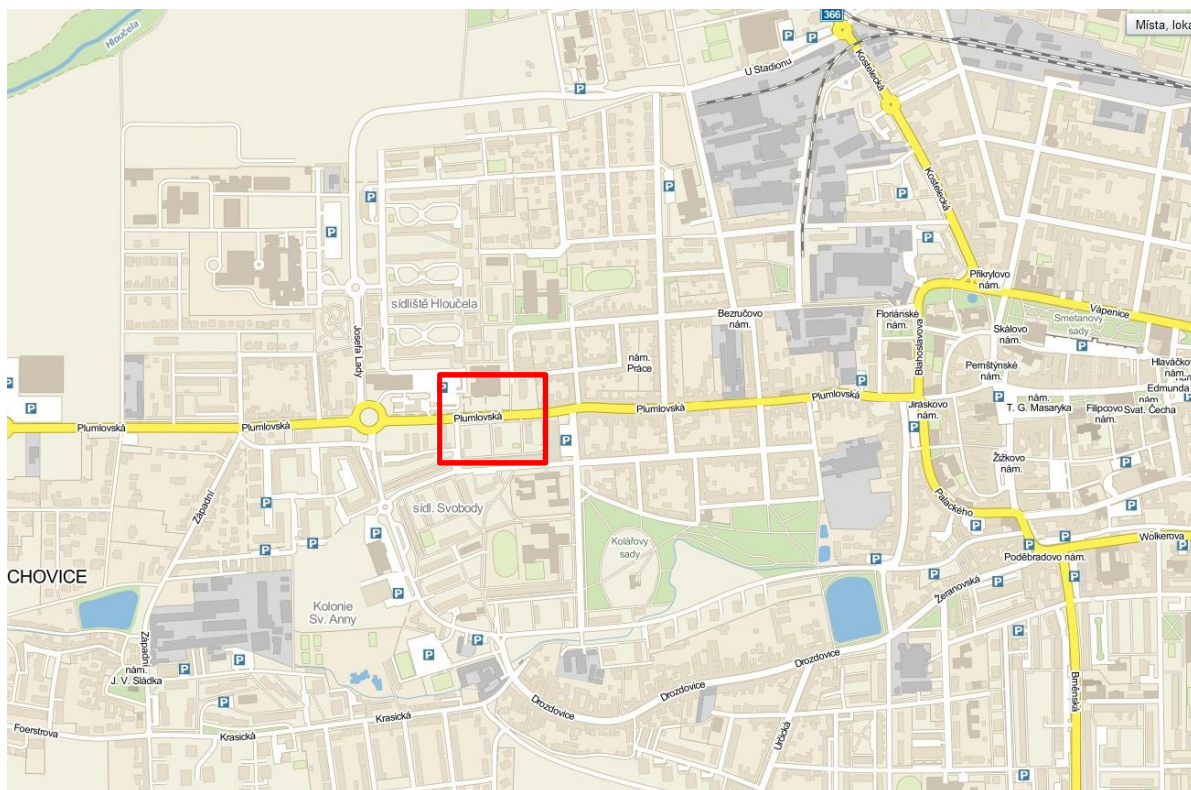 366
Místa, loka
Hloučela
Kostelecká
U Stadionu
P
P
P
Kostelecká
P
P
P
P
P
Přikrylovo
nám.
sídliště Hloučela
Vápenice
Bezručovo
nám.
Floriánské
nám.
Smetanovy
sady
Skálovo
nám.
Josefa Lady
Blahoslavova
nám.
Práce
P
Hlaváčkovo
nám.
Pernštýnské
nám.
P
P
P
Edmunda
nám.
T. G. Masaryka
Filipcovo
nám.
Svat. Čecha
P
Plumlovská
Plumlovská
Plumlovská
Plumlovská
Plumlovská
Jiráskovo
nám.
P
P
Žižkovo
nám.
Západní
P
sídl. Svobody
P
Palackého
P
P
Kolářovy
sady
P
Wolkerova
P
P
Poděbradovo nám.
CHOVICE
P
Žeranovská
P
Kolonie
Sv. Anny
Západní
P
P
P
P
P
Drozdovice
nám.
J. V. Sládka
P
Drozdovice
Brněnská
Drozdovice
P
Krasická
Foerstrova
Krasická
Určická
P
P